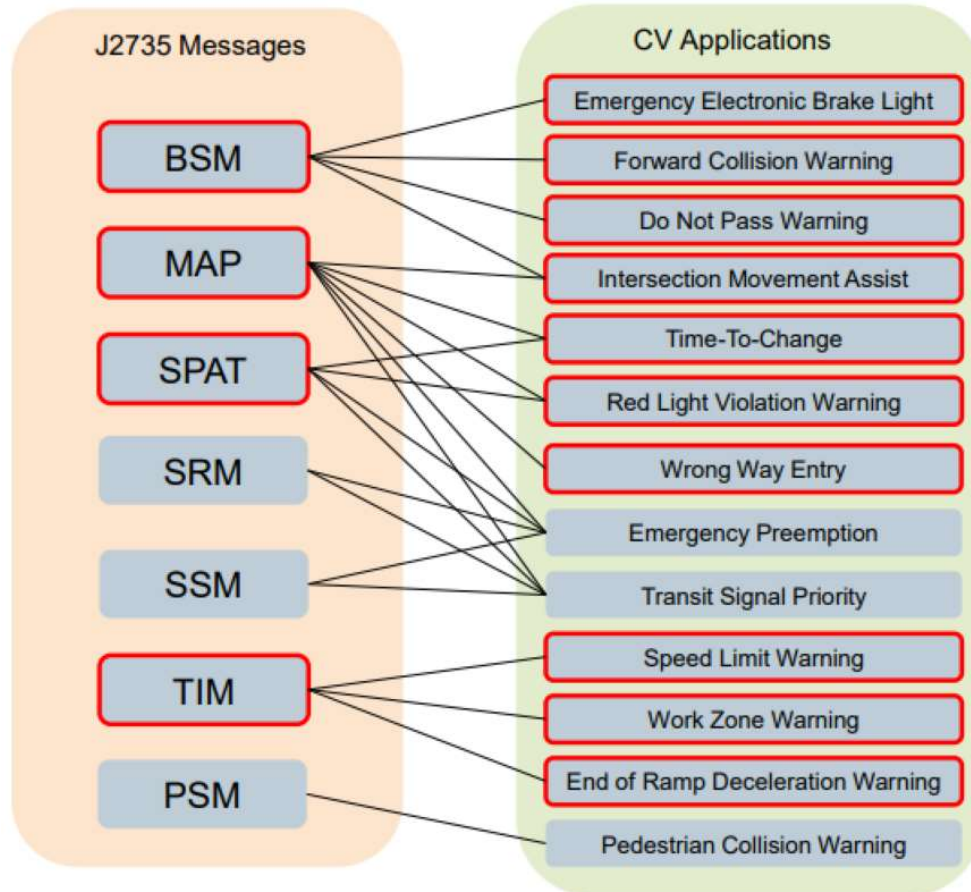 J2735 Messages
BSM
MAP
SPAT
SRM
SSM
TIM
PSM
CV Applications
Emergency Electronic Brake Light
Forward Collision Warning
Do Not Pass Warning
Intersection Movement Assist
Time-To-Change
Red Light Violation Warning
Wrong Way Entry
Emergency Preemption
Transit Signal Priority
Speed Limit Warning
Work Zone Warning
End of Ramp Deceleration Warning
Pedestrian Collision Warning